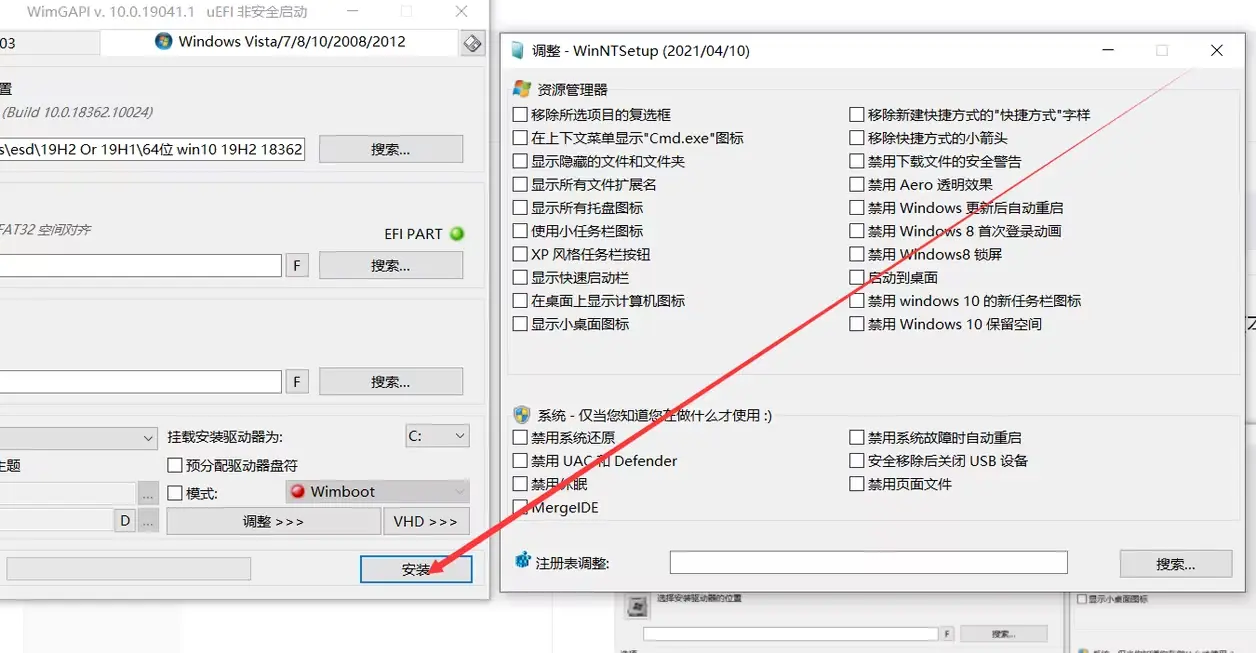 WimGAPI v. 10.0.19041.1 uEFI 非安全启动
03
Windows Vista/7/8/10/2008/2012
置
(Build 10.0.18362.10024)
s\esd\19H2 Or 19H1\64位 win10 19H2 18362
搜索...
FAT32 空间对齐
EFI PART
F
搜索...
F
搜索...
挂载安装驱动器为:
C:
主题
预分配驱动器盘符
...
模式:
Wimboot
D
...
调整 >>>
VHD >>>
安装
调整 - WinNTSetup (2021/04/10)
资源管理器
移除所选项目的复选框
在上下文菜单显示"Cmd.exe"图标
显示隐藏的文件和文件夹
显示所有文件扩展名
显示所有托盘图标
使用小任务栏图标
XP 风格任务栏按钮
显示快速启动栏
在桌面上显示计算机图标
显示小桌面图标
移除新建快捷方式的"快捷方式"字样
移除快捷方式的小箭头
禁用下载文件的安全警告
禁用 Aero 透明效果
禁用 Windows 更新后自动重启
禁用 Windows 8 首次登录动画
禁用 Windows8 锁屏
启动到桌面
禁用 windows 10 的新任务栏图标
禁用 Windows 10 保留空间
系统 - 仅当您知道您在做什么才使用 :)
禁用系统还原
禁用 UAC 和 Defender
禁用休眠
MergeIDE
禁用系统故障时自动重启
安全移除后关闭 USB 设备
禁用页面文件
注册表调整:
搜索...
选择安装驱动器的位置
F
搜索...
显示小桌面图标